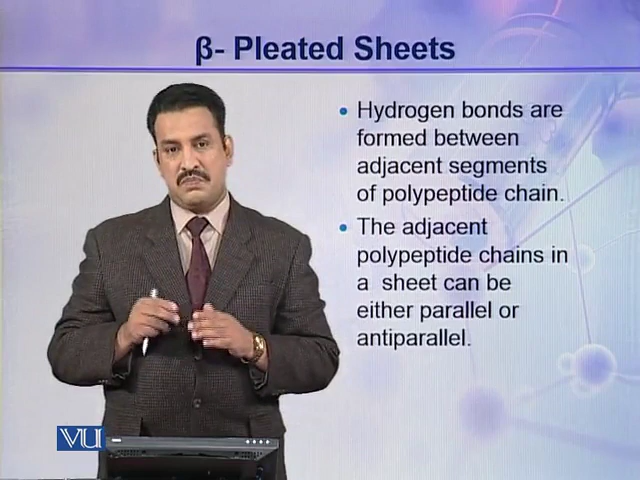 β- Pleated Sheets
• Hydrogen bonds are
formed between
adjacent segments
of polypeptide chain.
• The adjacent
polypeptide chains in
a sheet can be
either parallel or
antiparallel.
VU